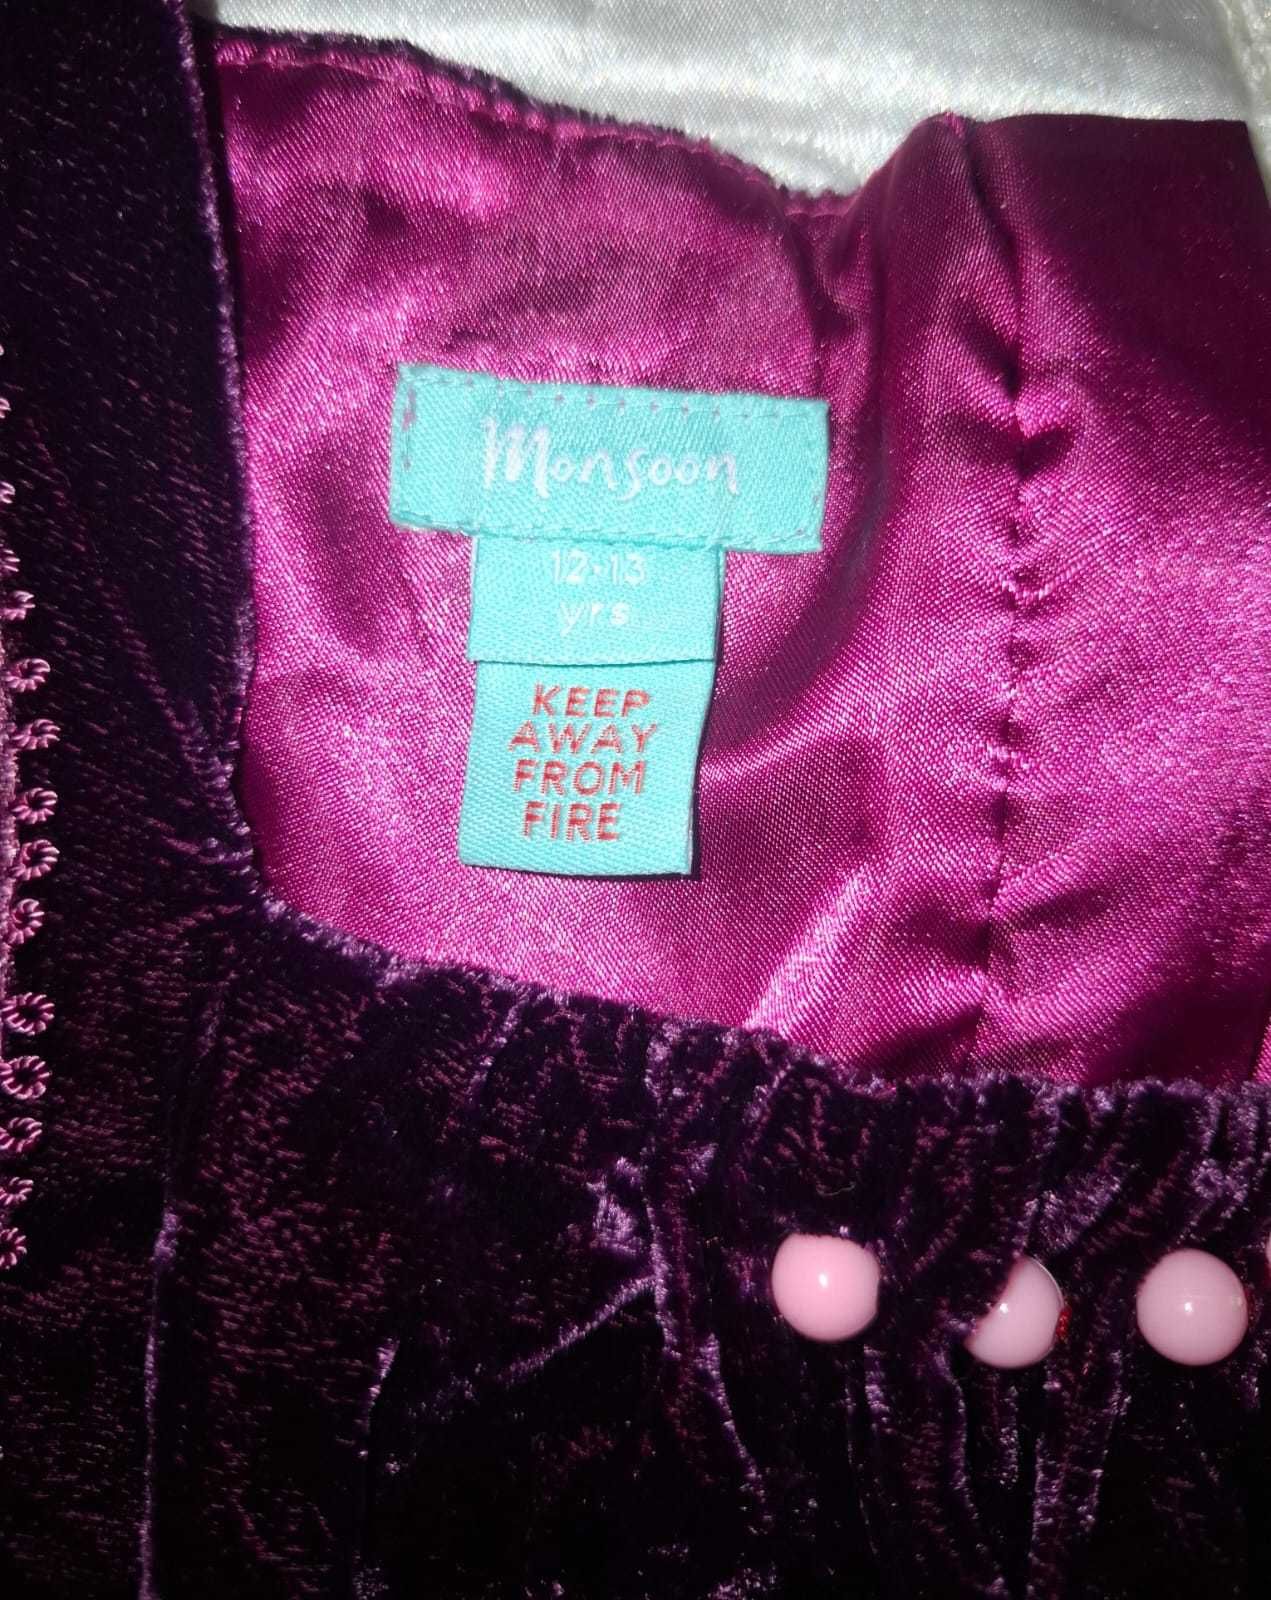 Monsoon
12-13
yrs
KEEP
AWAY
FROM
FIRE